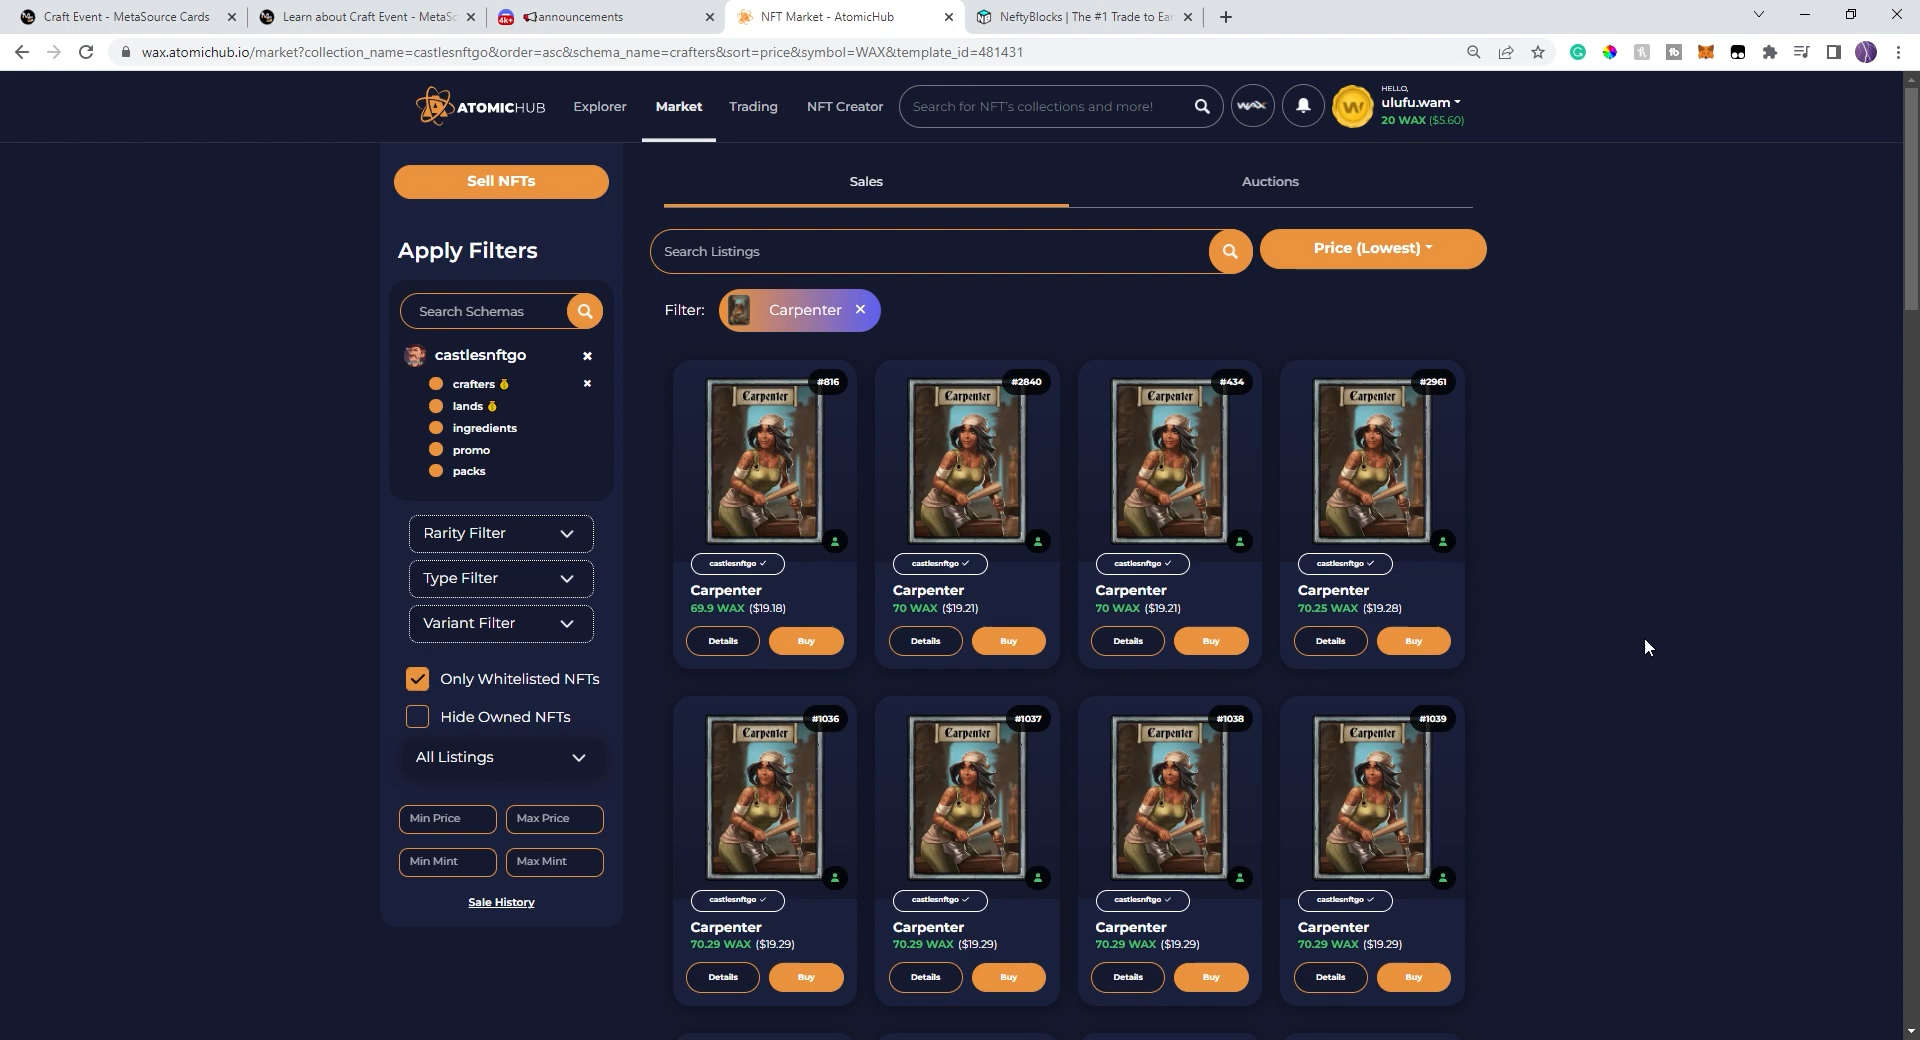 Craft Event - MetaSource Cards
Learn about Craft Event - MetaSc
4k+
announcements
NFT Market - AtomicHub
NeftyBlocks | The #1 Trade to Ear
wax.atomichub.io/market?collection_name=castlesnftgo&order=asc&schema_name=crafters&sort=price&symbol=WAX&template_id=481431
ATOMICHUB
Explorer
Market
Trading
NFT Creator
Search for NFT's collections and more!
WAX
HELLO,
ulufu.wam
20 WAX ($5.60)
Sell NFTs
Sales
Auctions
Apply Filters
Search Listings
Price (Lowest)
Search Schemas
Filter:
Carpenter
castlesnftgo
crafters
lands
ingredients
promo
packs
Rarity Filter
Type Filter
Variant Filter
Only Whitelisted NFTs
Hide Owned NFTs
All Listings
Min Price
Max Price
Min Mint
Max Mint
Sale History
#816
#2840
#434
#2961
Carpenter
Carpenter
Carpenter
Carpenter
castlesnftgo
castlesnftgo
castlesnftgo
castlesnftgo
Carpenter
Carpenter
Carpenter
Carpenter
69.9 WAX ($19.18)
70 WAX ($19.21)
70 WAX ($19.21)
70.25 WAX ($19.28)
Details
Buy
Details
Buy
Details
Buy
Details
Buy
#1036
#1037
#1038
#1039
Carpenter
Carpenter
Carpenter
Carpenter
castlesnftgo
castlesnftgo
castlesnftgo
castlesnftgo
Carpenter
Carpenter
Carpenter
Carpenter
70.29 WAX ($19.29)
70.29 WAX ($19.29)
70.29 WAX ($19.29)
70.29 WAX ($19.29)
Details
Buy
Details
Buy
Details
Buy
Details
Buy